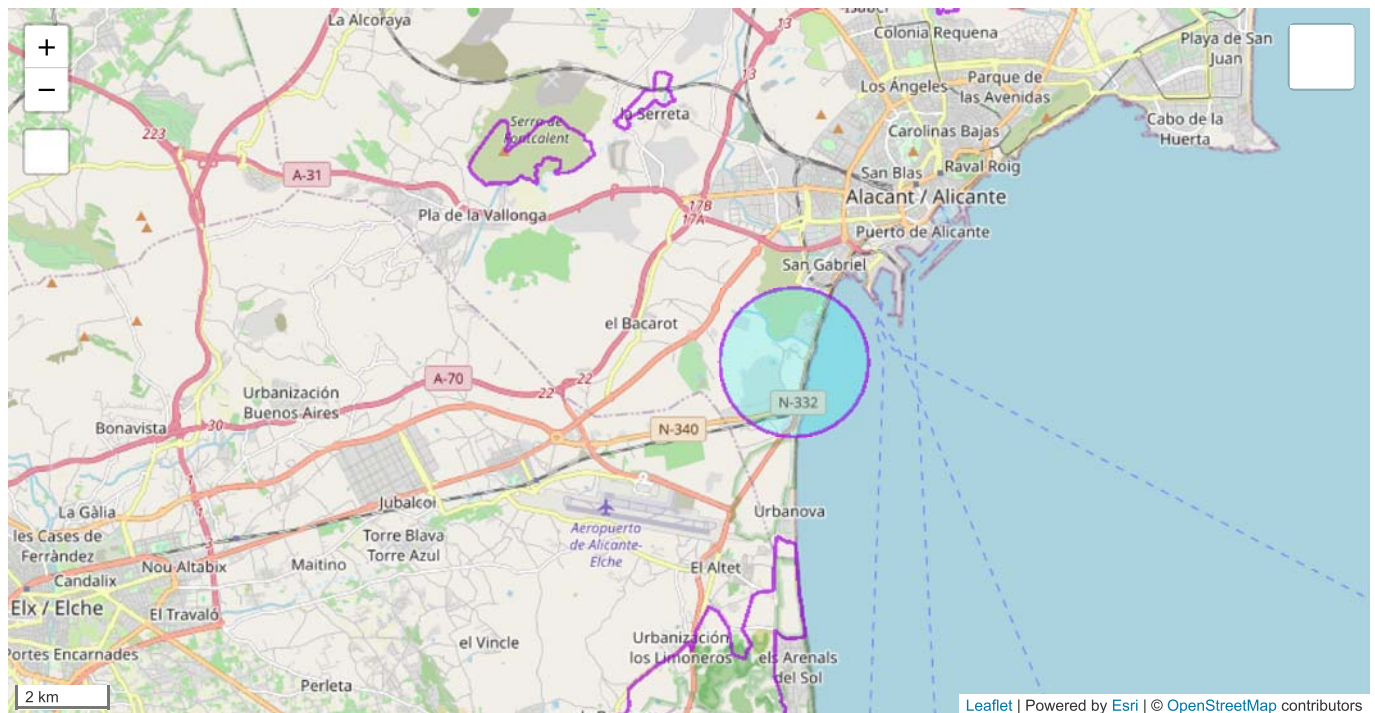 La Alcoraya
13
Isabel
Colonia Requena
Playa de San
Juan
+
−
13
Los Ángeles
Parque de
las Avenidas
223
Serra de
Fontcalent
la Serreta
Carolinas Bajas
Cabo de la
Huerta
A-31
San Blas
Raval Roig
Pla de la Vallonga
17B
17A
Alacant / Alicante
Puerto de Alicante
San Gabriel
el Bacarot
A-70
22
22
Urbanización
Buenos Aires
N-332
Bonavista
30
N-340
1
La Gàlia
1
Jubalcoi
Urbanova
les Cases de
Ferràndez
Torre Blava
Torre Azul
Aeropuerto
de Alicante-
Elche
Nou Altabix
Maitino
El Altet
Candalix
Elx / Elche
El Travaló
el Vincle
Urbanización
los Limoneros
els Arenals
del Sol
Portes Encarnades
Perleta
2 km
Leaflet | Powered by Esri | © OpenStreetMap contributors